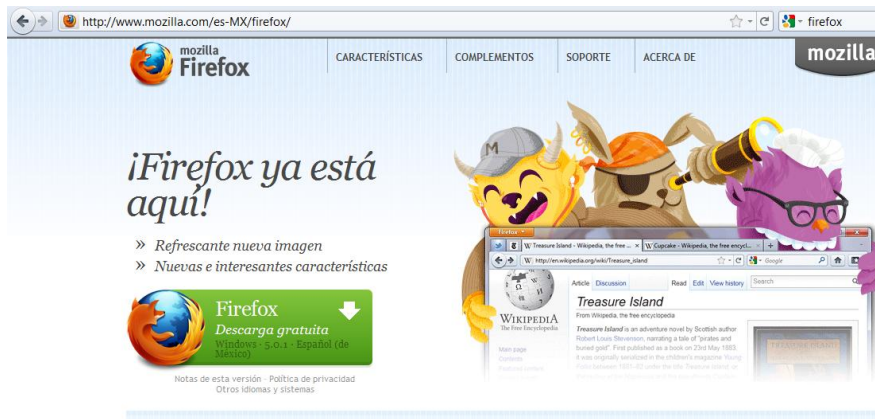 http://www.mozilla.com/es-MX/firefox/
firefox
mozilla
Firefox
CARACTERÍSTICAS
COMPLEMENTOS
SOPORTE
ACERCA DE
mozilla
¡Firefox ya está
aquí!
» Refrescante nueva imagen
» Nuevas e interesantes características
Firefox
Descarga gratuita
Windows - 5.0.1 - Español (de
México)
Notas de esta versión - Política de privacidad
Otros idiomas y sistemas
M
Firefox
W Treasure Island - Wikipedia, the free ...
W Cupcake - Wikipedia, the free encycl...
W http://en.wikipedia.org/wiki/Treasure_island
Google
WIKIPEDIA
The Free Encyclopedia
Main page
Contents
Article Discussion
Read Edit View history
Search
Treasure Island
From Wikipedia, the free encyclopedia
Treasure Island is an adventure novel by Scottish author
Robert Louis Stevenson, narrating a tale of "pirates and
buried gold". First published as a book on 23rd May 1883,
it was originally serialized in the children's magazine Young
TREASURE ISLAND